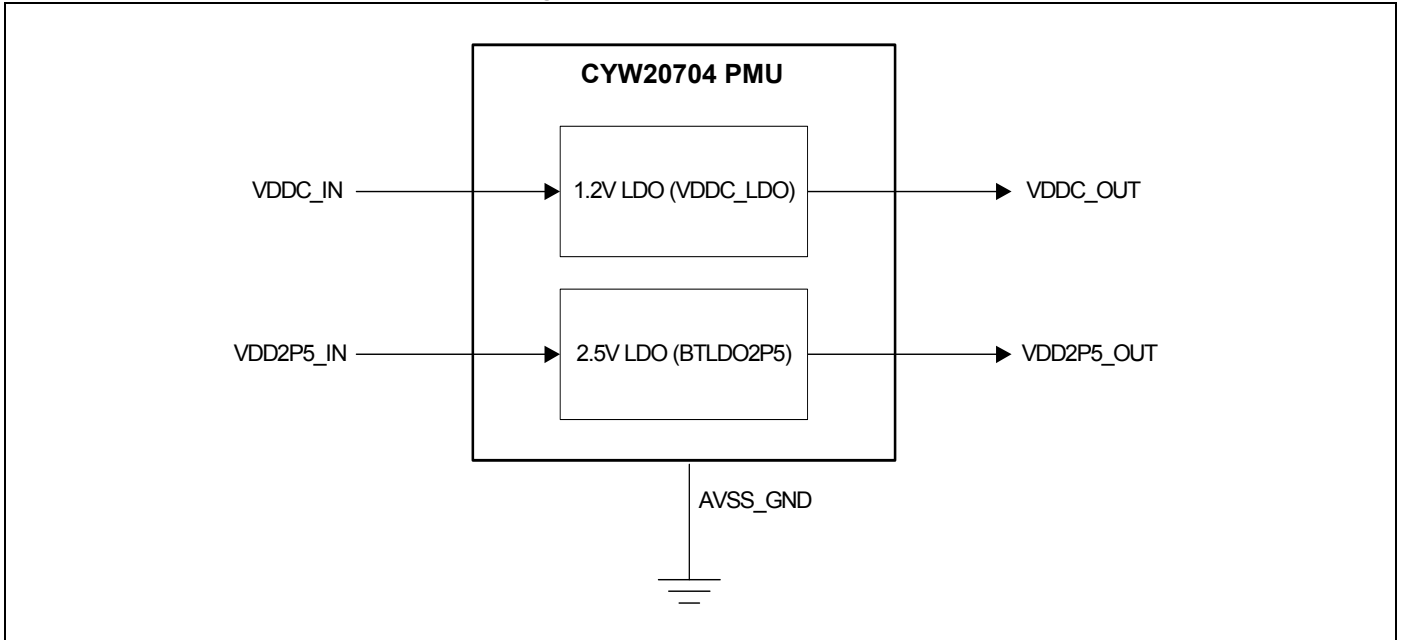 CYW20704 PMU
VDDC_IN
1.2V LDO (VDDC_LDO)
VDDC_OUT
VDD2P5_IN
2.5V LDO (BTLDO2P5)
VDD2P5_OUT
AVSS_GND